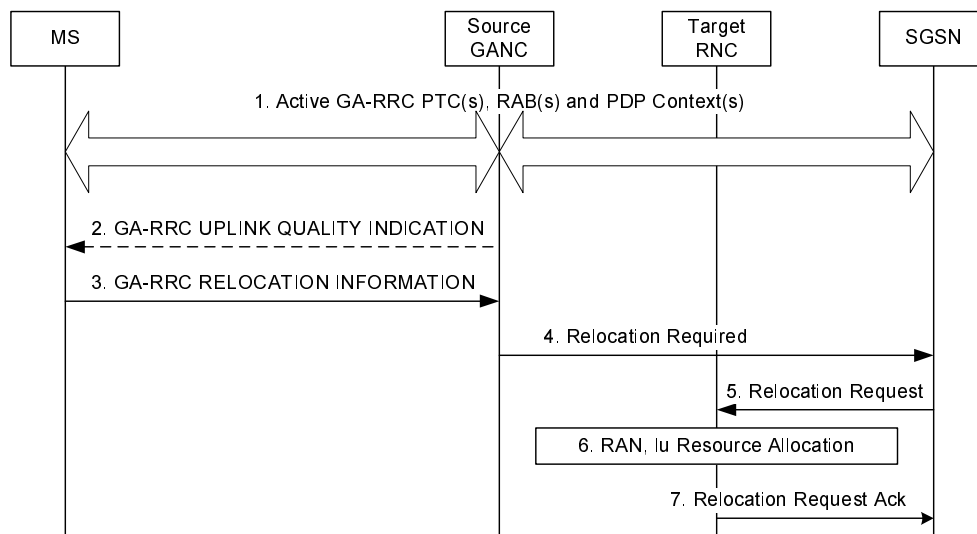 MS
Source
GANC
Target
RNC
SGSN
1. Active GA-RRC PTC(s), RAB(s) and PDP Context(s)
2. GA-RRC UPLINK QUALITY INDICATION
3. GA-RRC RELOCATION INFORMATION
4. Relocation Required
5. Relocation Request
6. RAN, Iu Resource Allocation
7. Relocation Request Ack